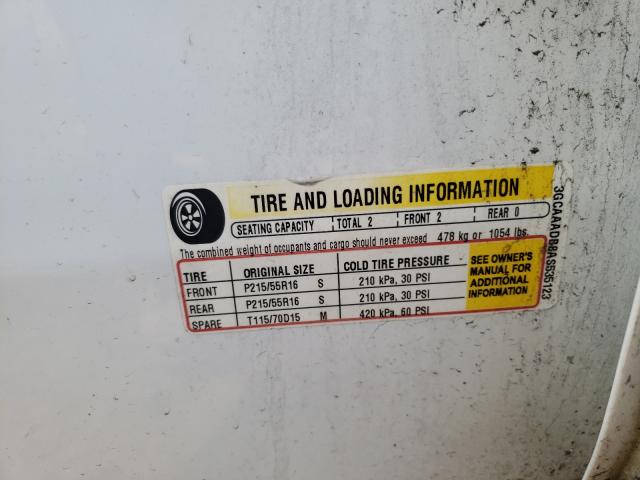 TIRE AND LOADING INFORMATION
SEATING CAPACITY TOTAL 2 FRONT 2 REAR 0
The combined weight of occupants and cargo should never exceed 478 kg or 1054 lbs.
TIRE ORIGINAL SIZE COLD TIRE PRESSURE
FRONT P215/55R16 S 210 kPa, 30 PSI
REAR P215/55R16 S 210 kPa, 30 PSI
SPARE T115/70D15 M 420 kPa, 60 PSI
SEE OWNER'S
MANUAL FOR
ADDITIONAL
INFORMATION
3GCAAADB8AS635123